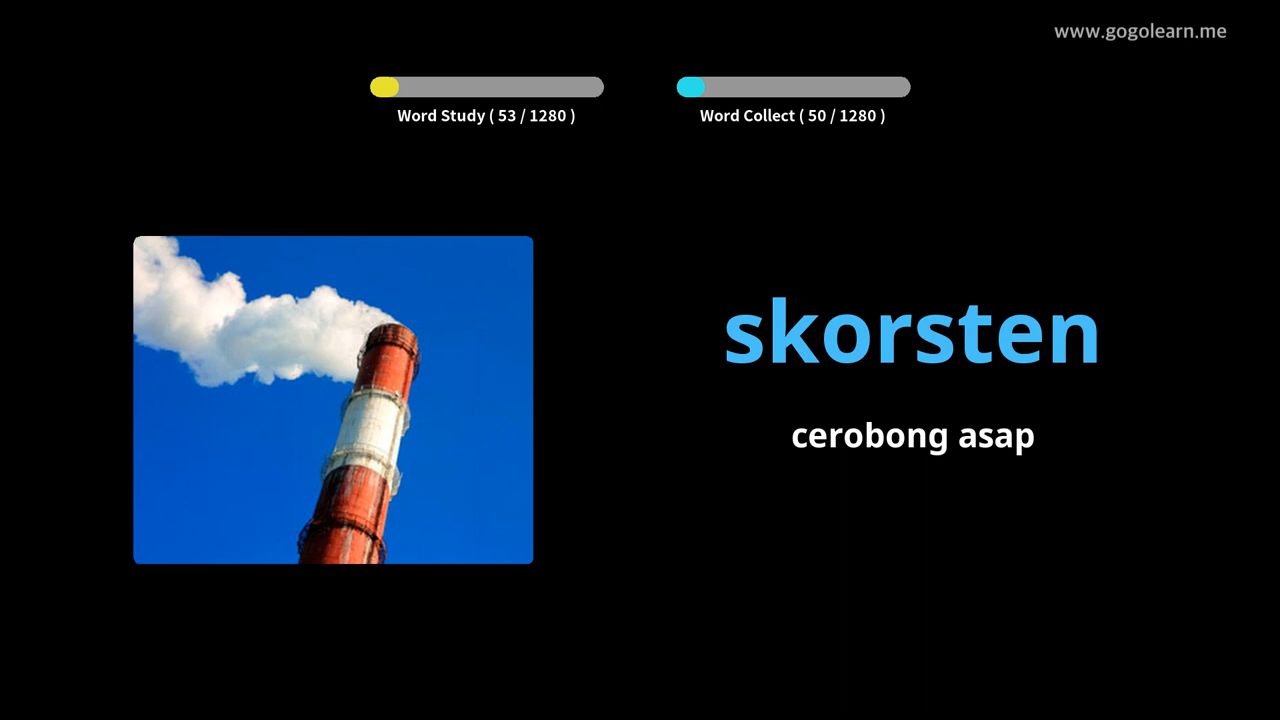 www.gogolearn.me
Word Study ( 53 / 1280 )
Word Collect ( 50 / 1280 )
skorsten
cerobong asap